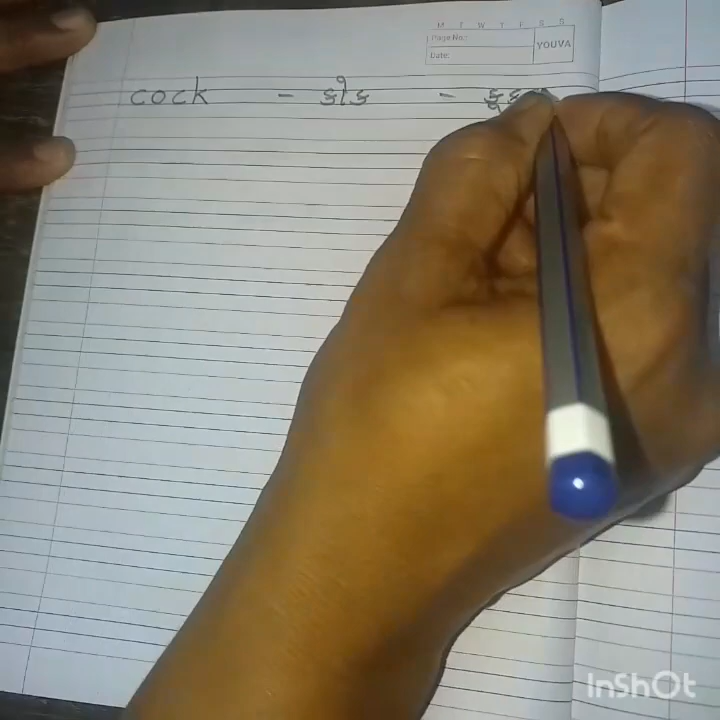 M T W T F S S
Page No.:
YOUVA
Date:
cock - કોક -
InShOt